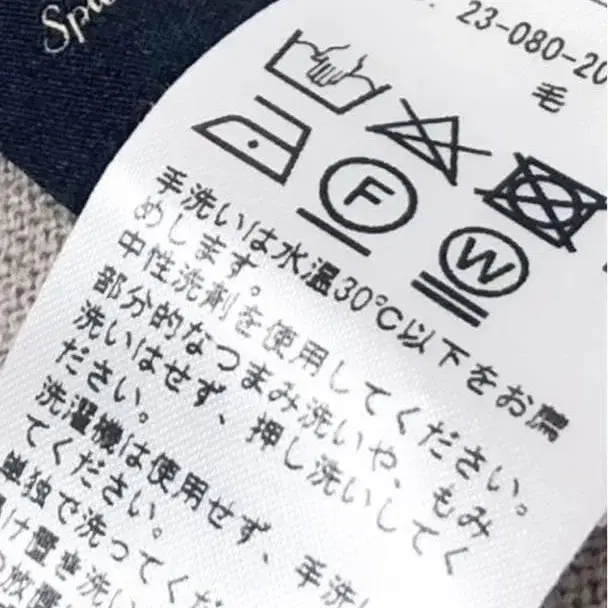 23-080-20
毛
F
W
手洗いは水温30℃以下をお薦
めします。
中性洗剤を使用してください。
部分的なつまみ洗いや、もみ
洗いはせず、押し洗いしてく
ださい。
洗濯機は使用せず、手洗い
てください。
単独で洗ってくだ